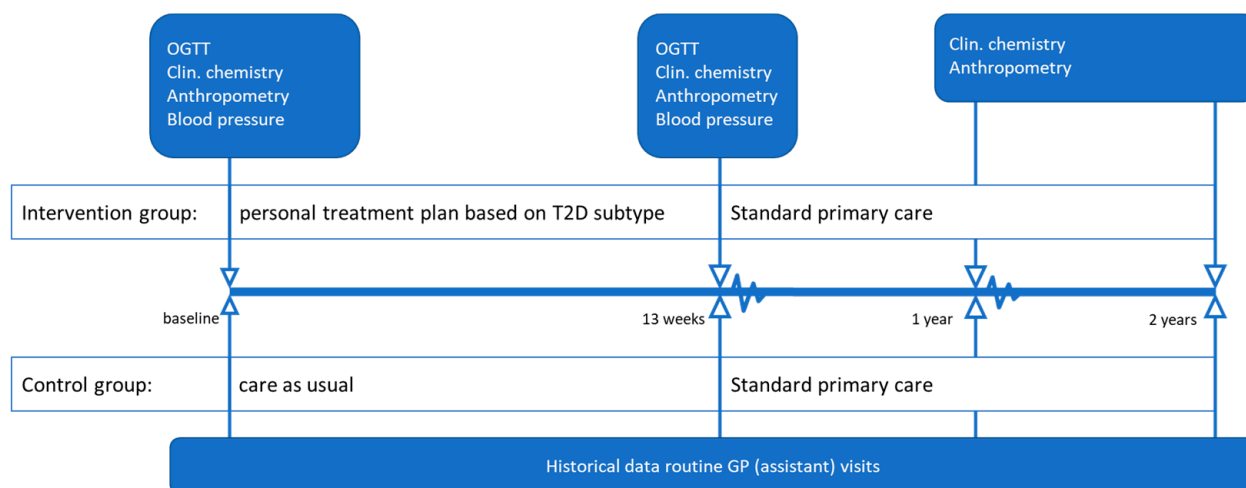 OGTT
Clin. chemistry
Anthropometry
Blood pressure
OGTT
Clin. chemistry
Anthropometry
Blood pressure
Clin. chemistry
Anthropometry
Intervention group: personal treatment plan based on T2D subtype Standard primary care
baseline 13 weeks 1 year 2 years
Control group: care as usual Standard primary care
Historical data routine GP (assistant) visits